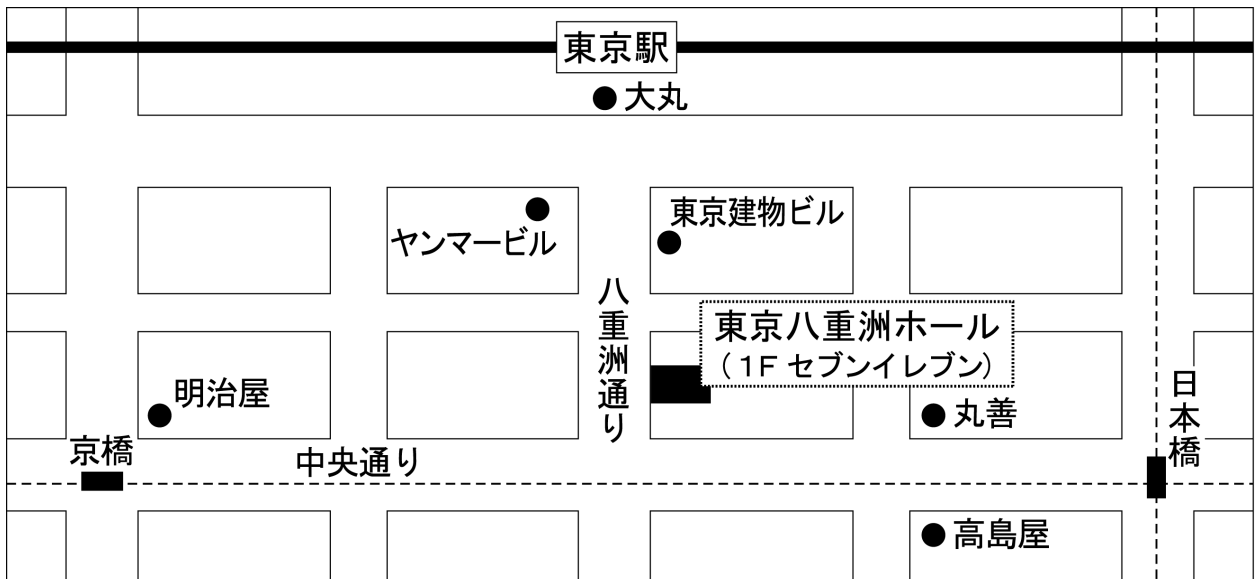 東京駅
大丸
東京建物ビル
ヤンマービル
八重洲通り
東京八重洲ホール
（1F セブンイレブン）
明治屋
丸善
日本橋
京橋
中央通り
高島屋